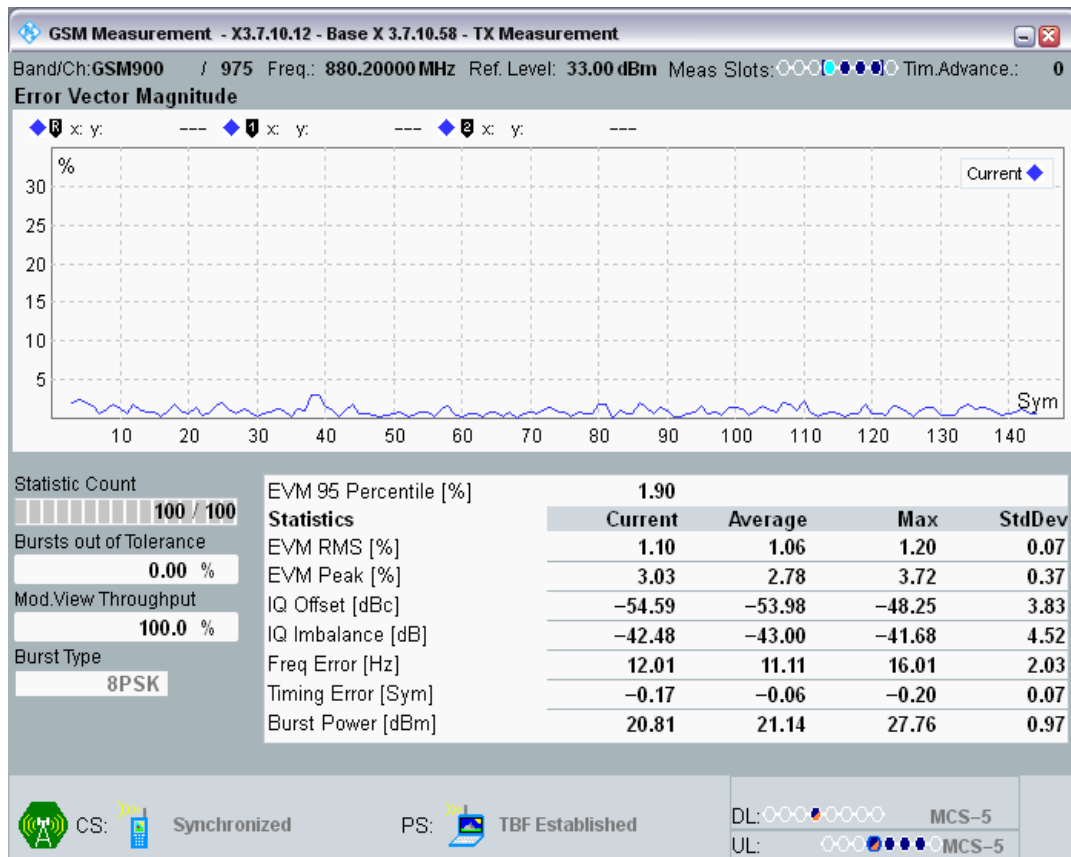 GSM Measurement - X3.7.10.12 - Base X 3.7.10.58 - TX Measurement
Band/Ch:GSM900 / 975 Freq.: 880.20000 MHz Ref. Level: 33.00 dBm Meas Slots: Tim.Advance.: 0
Error Vector Magnitude
R x: y: --- 1 x: y: --- 2 x: y: ---
%
Current
30
25
20
15
10
5
Sym
10 20 30 40 50 60 70 80 90 100 110 120 130 140
Statistic Count
100 / 100
Bursts out of Tolerance
0.00 %
Mod.View Throughput
100.0 %
Burst Type
8PSK
EVM 95 Percentile [%] 1.90
Statistics Current Average Max StdDev
EVM RMS [%] 1.10 1.06 1.20 0.07
EVM Peak [%] 3.03 2.78 3.72 0.37
IQ Offset [dBc] −54.59 −53.98 −48.25 3.83
IQ Imbalance [dB] −42.48 −43.00 −41.68 4.52
Freq Error [Hz] 12.01 11.11 16.01 2.03
Timing Error [Sym] −0.17 −0.06 −0.20 0.07
Burst Power [dBm] 20.81 21.14 27.76 0.97
CS: Synchronized PS: TBF Established
DL: MCS−5
UL: MCS−5